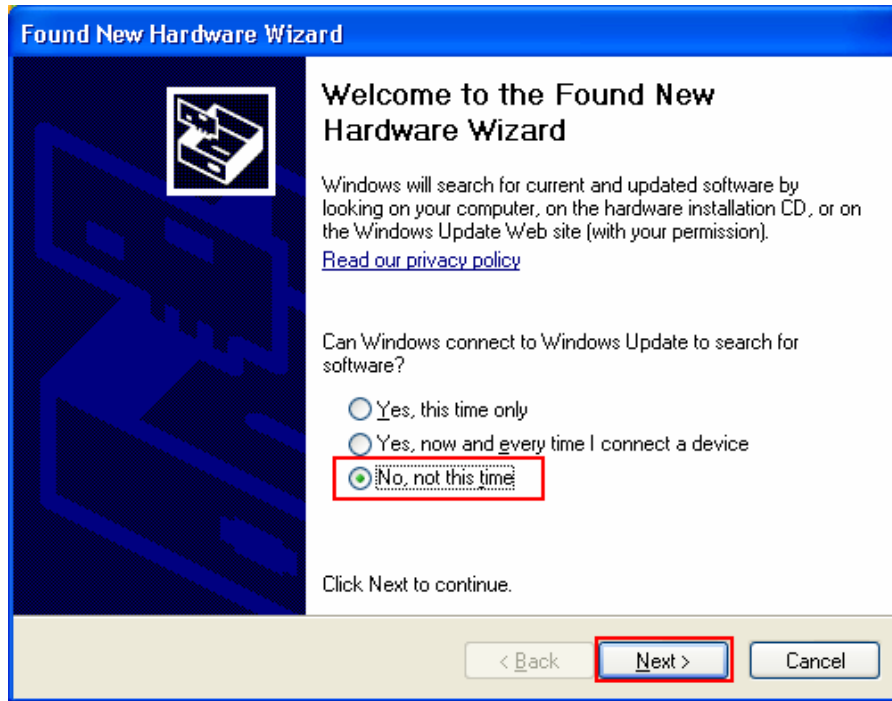 Found New Hardware Wizard
Welcome to the Found New
Hardware Wizard
Windows will search for current and updated software by
looking on your computer, on the hardware installation CD, or on
the Windows Update Web site (with your permission).
Read our privacy policy
Can Windows connect to Windows Update to search for
software?
Yes, this time only
Yes, now and every time I connect a device
No, not this time
Click Next to continue.
< Back Next > Cancel